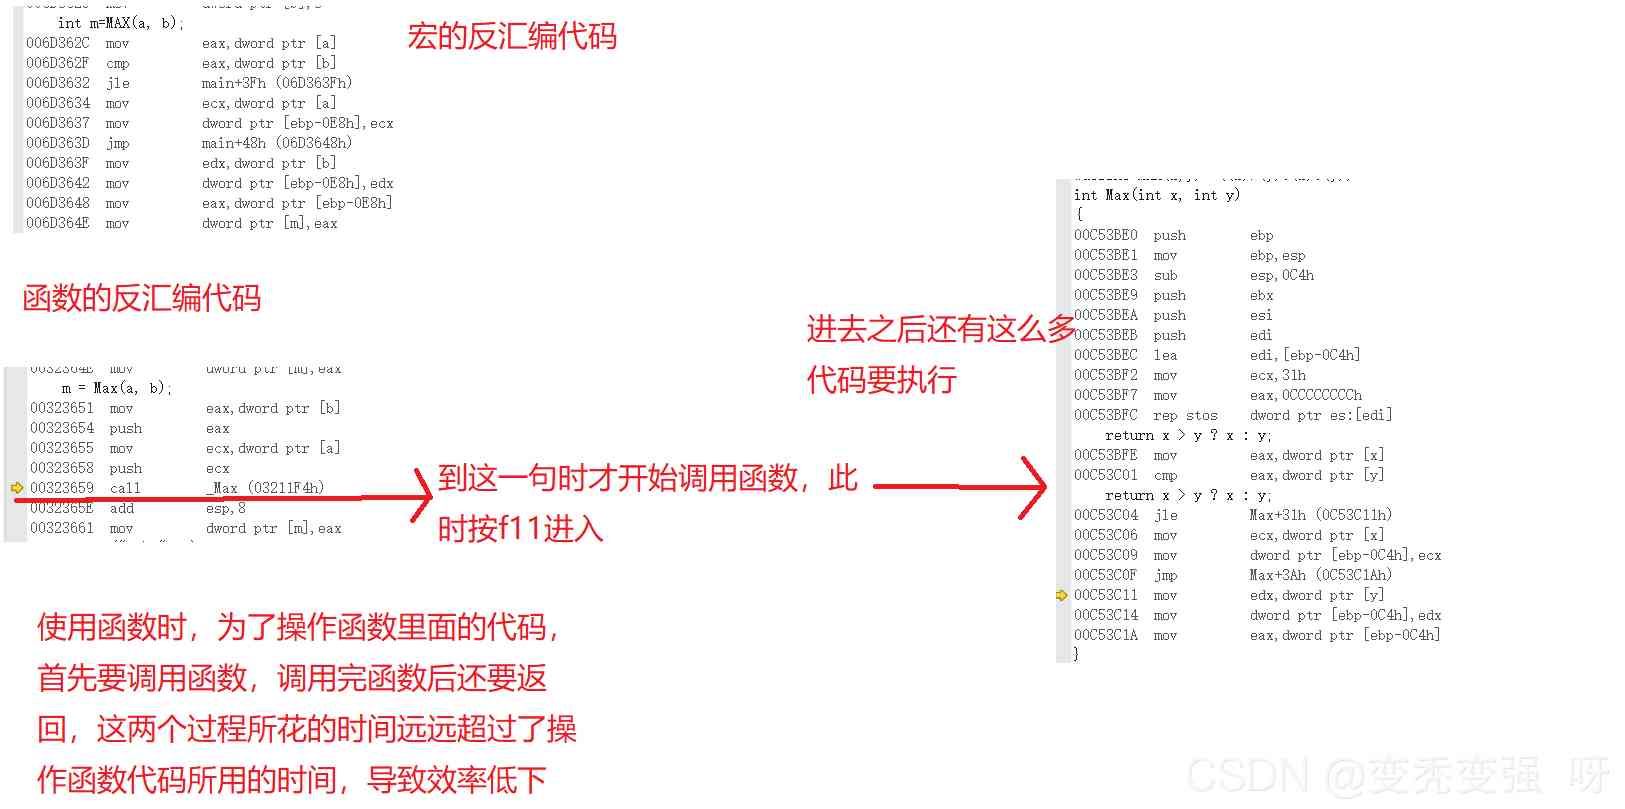 int m=MAX(a, b);
宏的反汇编代码
006D362C mov eax,dword ptr [a]
006D362F cmp eax,dword ptr [b]
006D3632 jle main+3Fh (06D363Fh)
006D3634 mov ecx,dword ptr [a]
006D3637 mov dword ptr [ebp-0E8h],ecx
006D363D jmp main+48h (06D3648h)
006D363F mov edx,dword ptr [b]
006D3642 mov dword ptr [ebp-0E8h],edx
006D3648 mov eax,dword ptr [ebp-0E8h]
006D364E mov dword ptr [m],eax
函数的反汇编代码
0032364E mov dword ptr [m],eax
m = Max(a, b);
00323651 mov eax,dword ptr [b]
00323654 push eax
00323655 mov ecx,dword ptr [a]
00323658 push ecx
00323659 call _Max (03211F4h)
0032365E add esp,8
00323661 mov dword ptr [m],eax
到这一句时才开始调用函数，此
时按f11进入
进去之后还有这么多
代码要执行
int Max(int x, int y)
{
00C53BE0 push ebp
00C53BE1 mov ebp,esp
00C53BE3 sub esp,0C4h
00C53BE9 push ebx
00C53BEA push esi
00C53BEB push edi
00C53BEC lea edi,[ebp-0C4h]
00C53BF2 mov ecx,31h
00C53BF7 mov eax,0CCCCCCCCh
00C53BFC rep stos dword ptr es:[edi]
return x > y ? x : y;
00C53BFE mov eax,dword ptr [x]
00C53C01 cmp eax,dword ptr [y]
return x > y ? x : y;
00C53C04 jle Max+31h (0C53C11h)
00C53C06 mov ecx,dword ptr [x]
00C53C09 mov dword ptr [ebp-0C4h],ecx
00C53C0F jmp Max+3Ah (0C53C1Ah)
00C53C11 mov edx,dword ptr [y]
00C53C14 mov dword ptr [ebp-0C4h],edx
00C53C1A mov eax,dword ptr [ebp-0C4h]
}
使用函数时，为了操作函数里面的代码，
首先要调用函数，调用完函数后还要返
回，这两个过程所花的时间远远超过了操
作函数代码所用的时间，导致效率低下
CSDN @变秃变强 呀